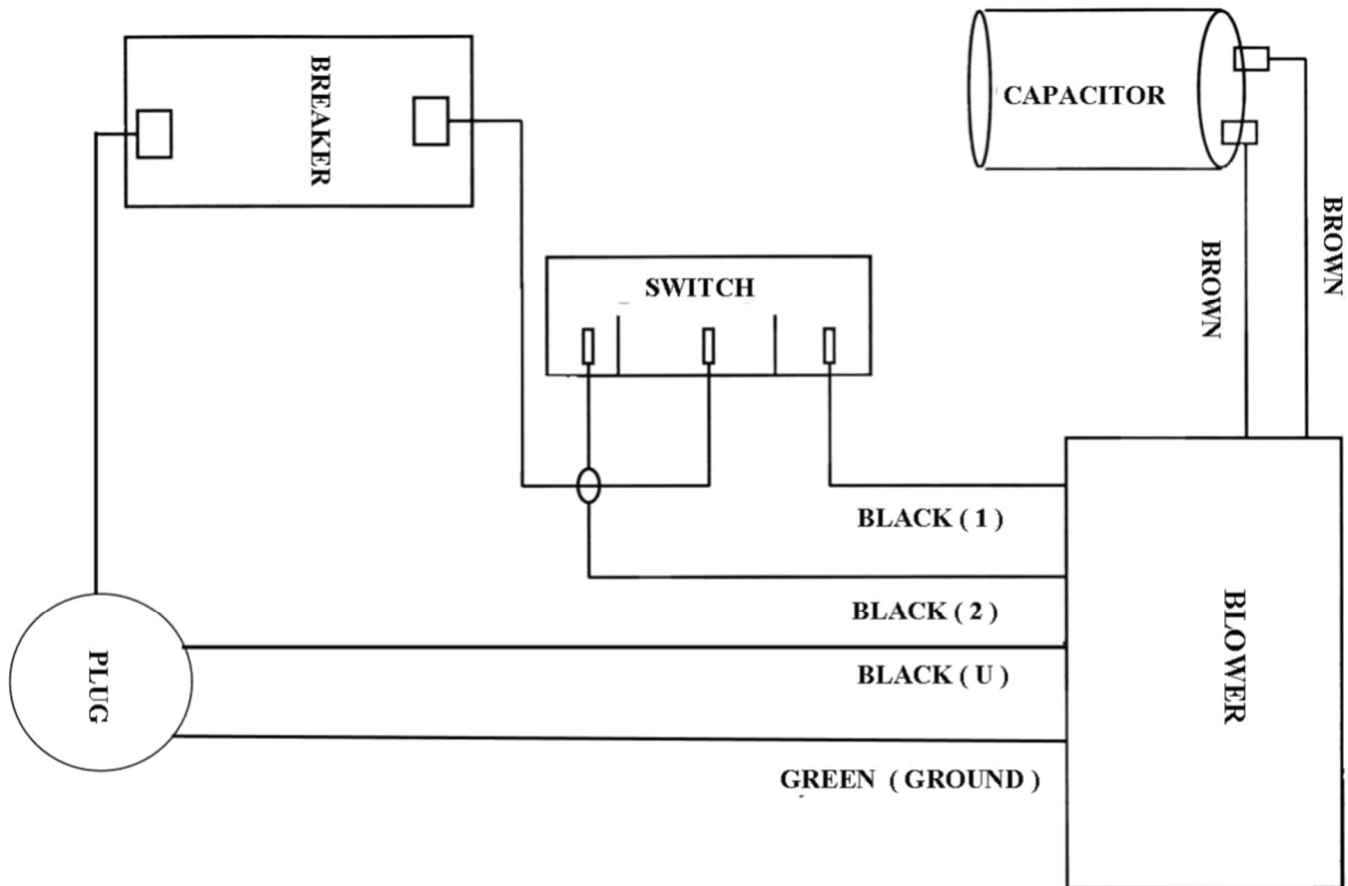 BREAKER
CAPACITOR
SWITCH
BROWN
BROWN
BLACK ( 1 )
BLACK ( 2 )
BLACK ( U )
GREEN ( GROUND )
PLUG
BLOWER